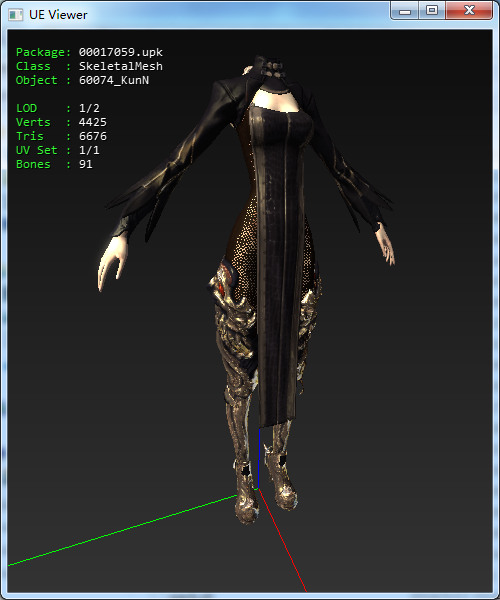 UE Viewer
Package: 00017059.upk
Class  : SkeletalMesh
Object : 60074_KunN
LOD    : 1/2
Verts  : 4425
Tris   : 6676
UV Set : 1/1
Bones  : 91